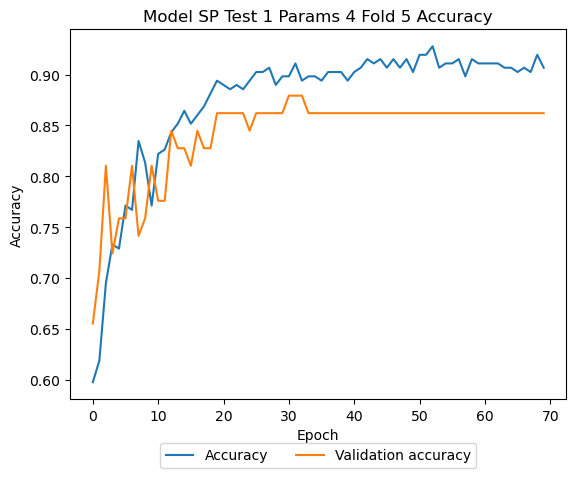 Model SP Test 1 Params 4 Fold 5 Accuracy
0.90
0.85
0.80
0.75
0.70
0.65
0.60
Accuracy
0 10 20 30 40 50 60 70
Epoch
Accuracy Validation accuracy